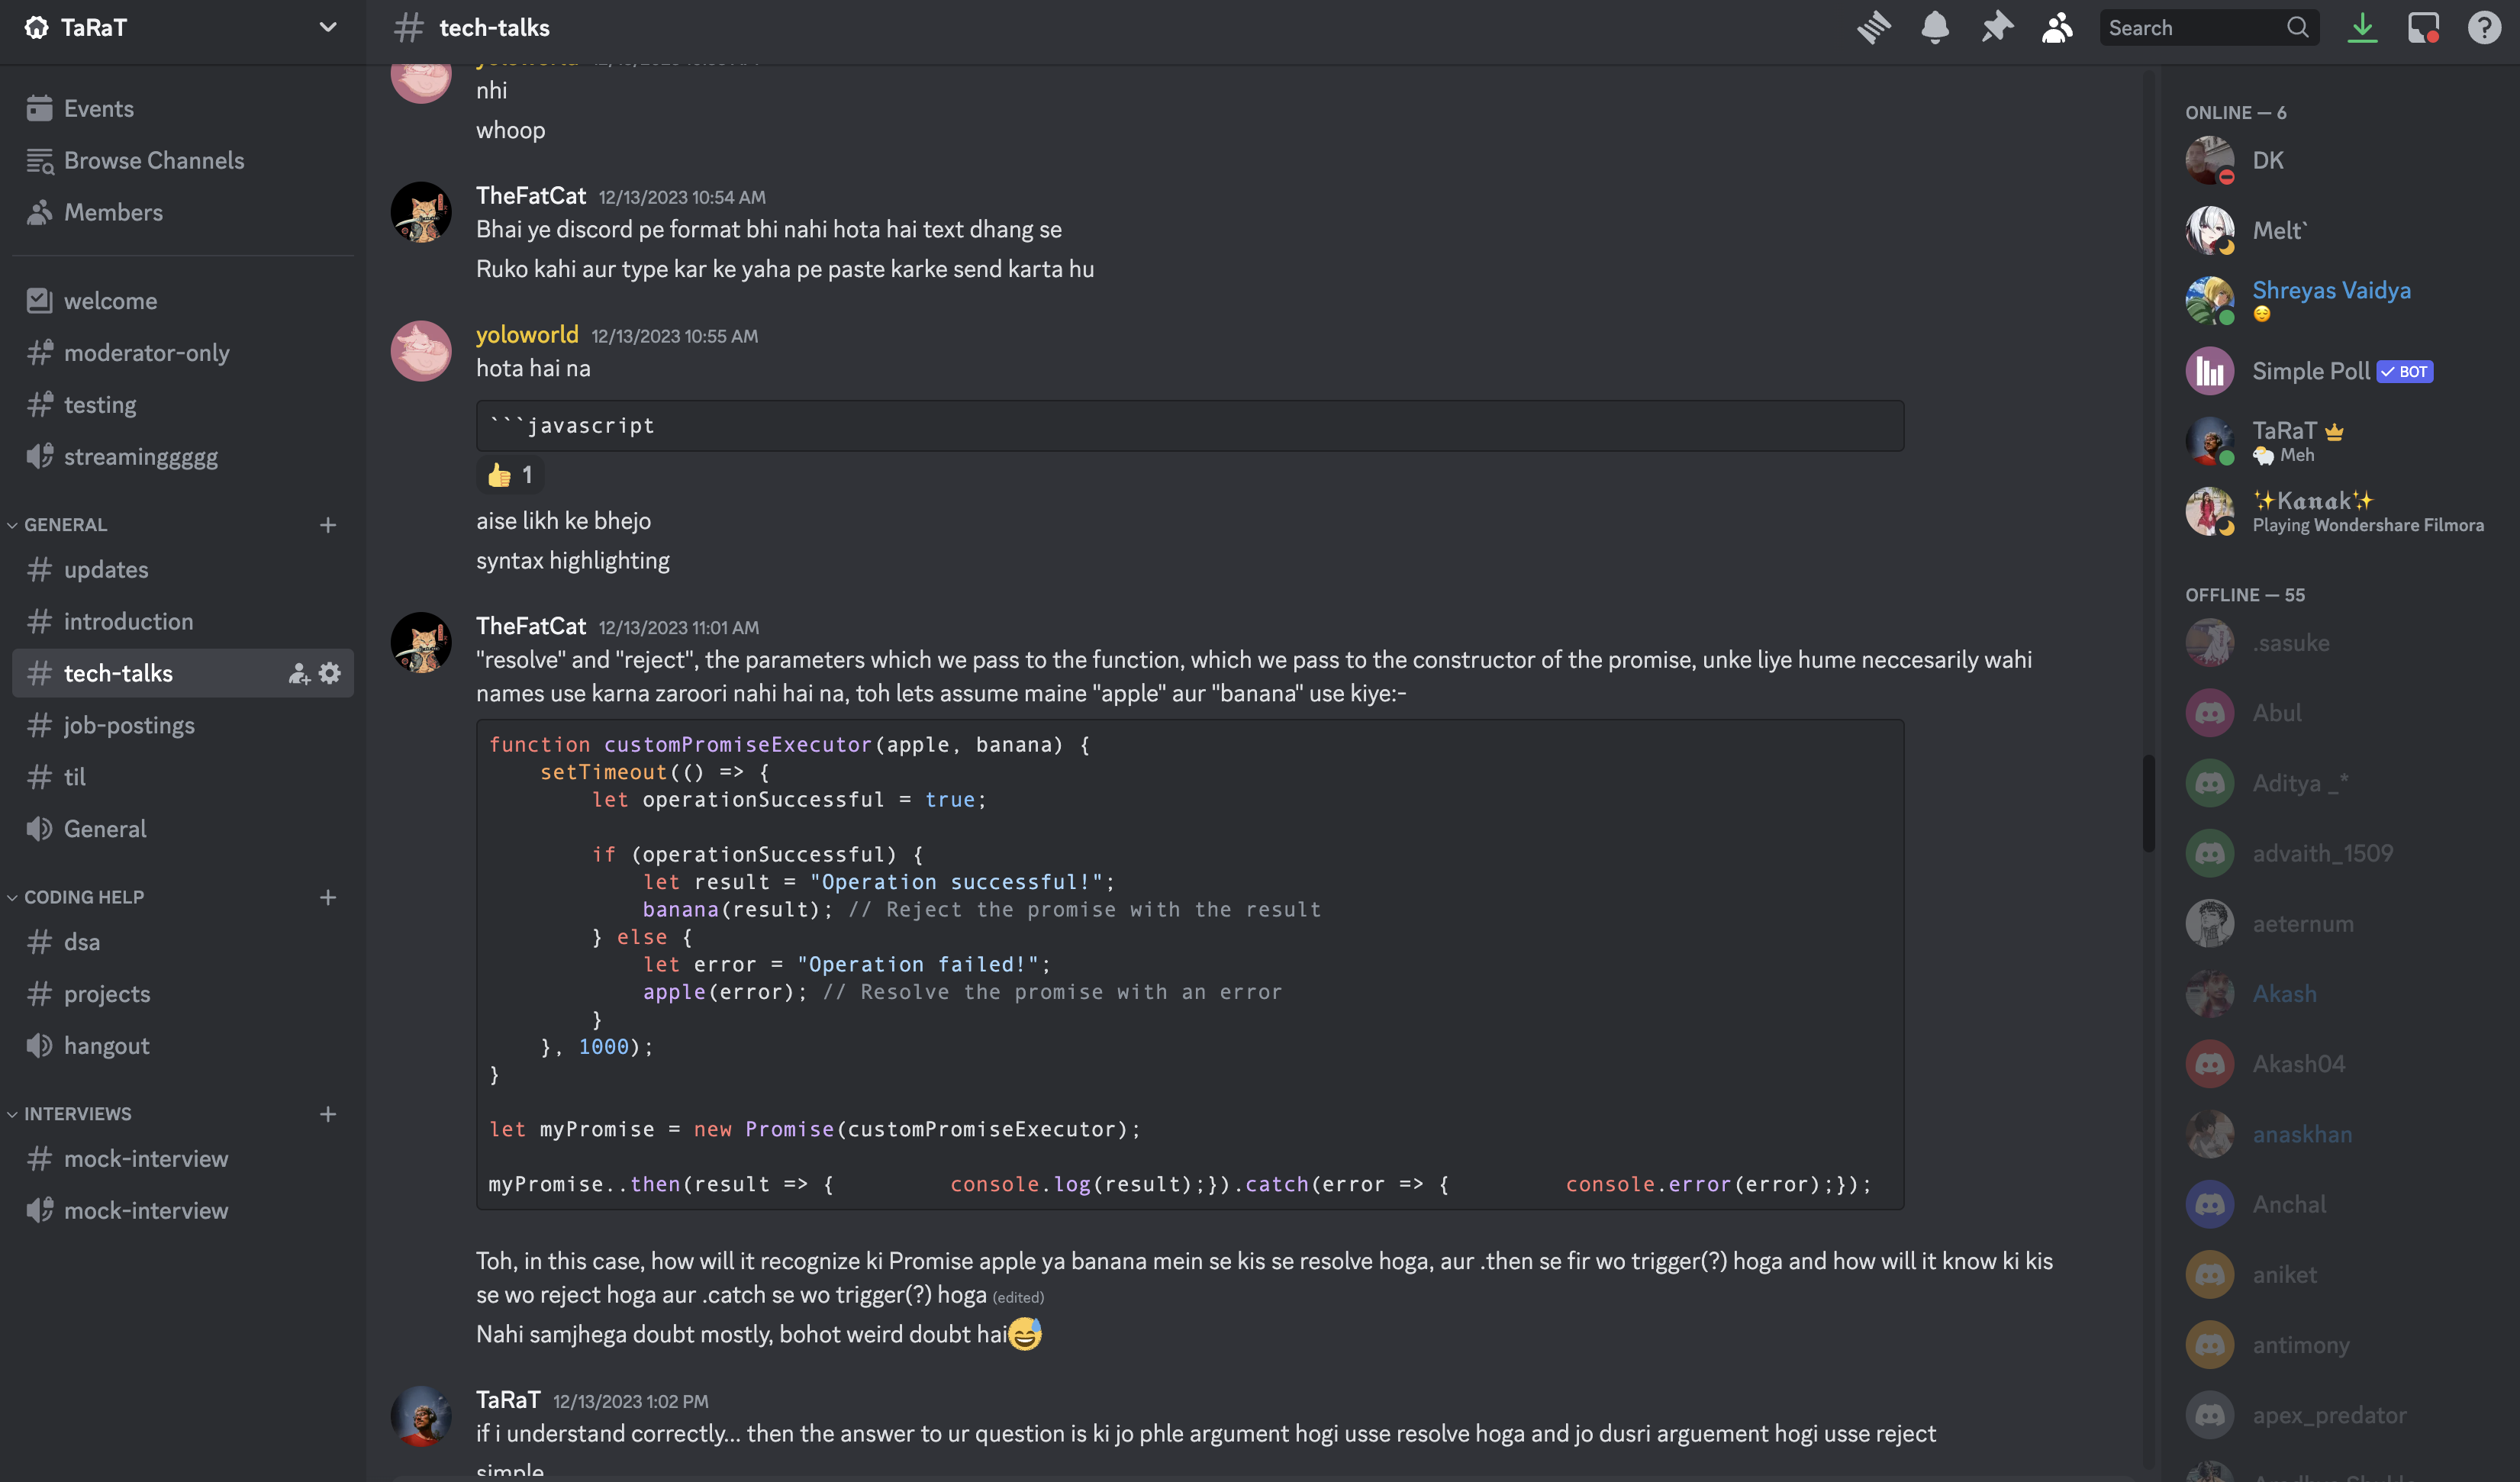 TaRaT
Events
Browse Channels
Members
welcome
moderator-only
testing
streaminggggg
GENERAL
updates
introduction
tech-talks
job-postings
til
General
CODING HELP
dsa
projects
hangout
INTERVIEWS
mock-interview
mock-interview
tech-talks
Search
nhi
whoop
TheFatCat 12/13/2023 10:54 AM
Bhai ye discord pe format bhi nahi hota hai text dhang se
Ruko kahi aur type kar ke yaha pe paste karke send karta hu
yoloworld 12/13/2023 10:55 AM
hota hai na
```javascript
👍 1
aise likh ke bhejo
syntax highlighting
TheFatCat 12/13/2023 11:01 AM
"resolve" and "reject", the parameters which we pass to the function, which we pass to the constructor of the promise, unke liye hume neccesarily wahi
names use karna zaroori nahi hai na, toh lets assume maine "apple" aur "banana" use kiye:-
function customPromiseExecutor(apple, banana) {
    setTimeout(() => {
        let operationSuccessful = true;
        if (operationSuccessful) {
            let result = "Operation successful!";
            banana(result); // Reject the promise with the result
        } else {
            let error = "Operation failed!";
            apple(error); // Resolve the promise with an error
        }
    }, 1000);
}
let myPromise = new Promise(customPromiseExecutor);
myPromise..then(result => {         console.log(result);}).catch(error => {         console.error(error);});
Toh, in this case, how will it recognize ki Promise apple ya banana mein se kis se resolve hoga, aur .then se fir wo trigger(?) hoga and how will it know ki kis
se wo reject hoga aur .catch se wo trigger(?) hoga (edited)
Nahi samjhega doubt mostly, bohot weird doubt hai😅
TaRaT 12/13/2023 1:02 PM
if i understand correctly... then the answer to ur question is ki jo phle argument hogi usse resolve hoga and jo dusri arguement hogi usse reject
simple
ONLINE — 6
DK
Melt`
Shreyas Vaidya
😌
Simple Poll ✓ BOT
TaRaT
🐑 Meh
✨Kanak✨
Playing Wondershare Filmora
OFFLINE — 55
.sasuke
Abul
Aditya _*
advaith_1509
aeternum
Akash
Akash04
anaskhan
Anchal
aniket
antimony
apex_predator